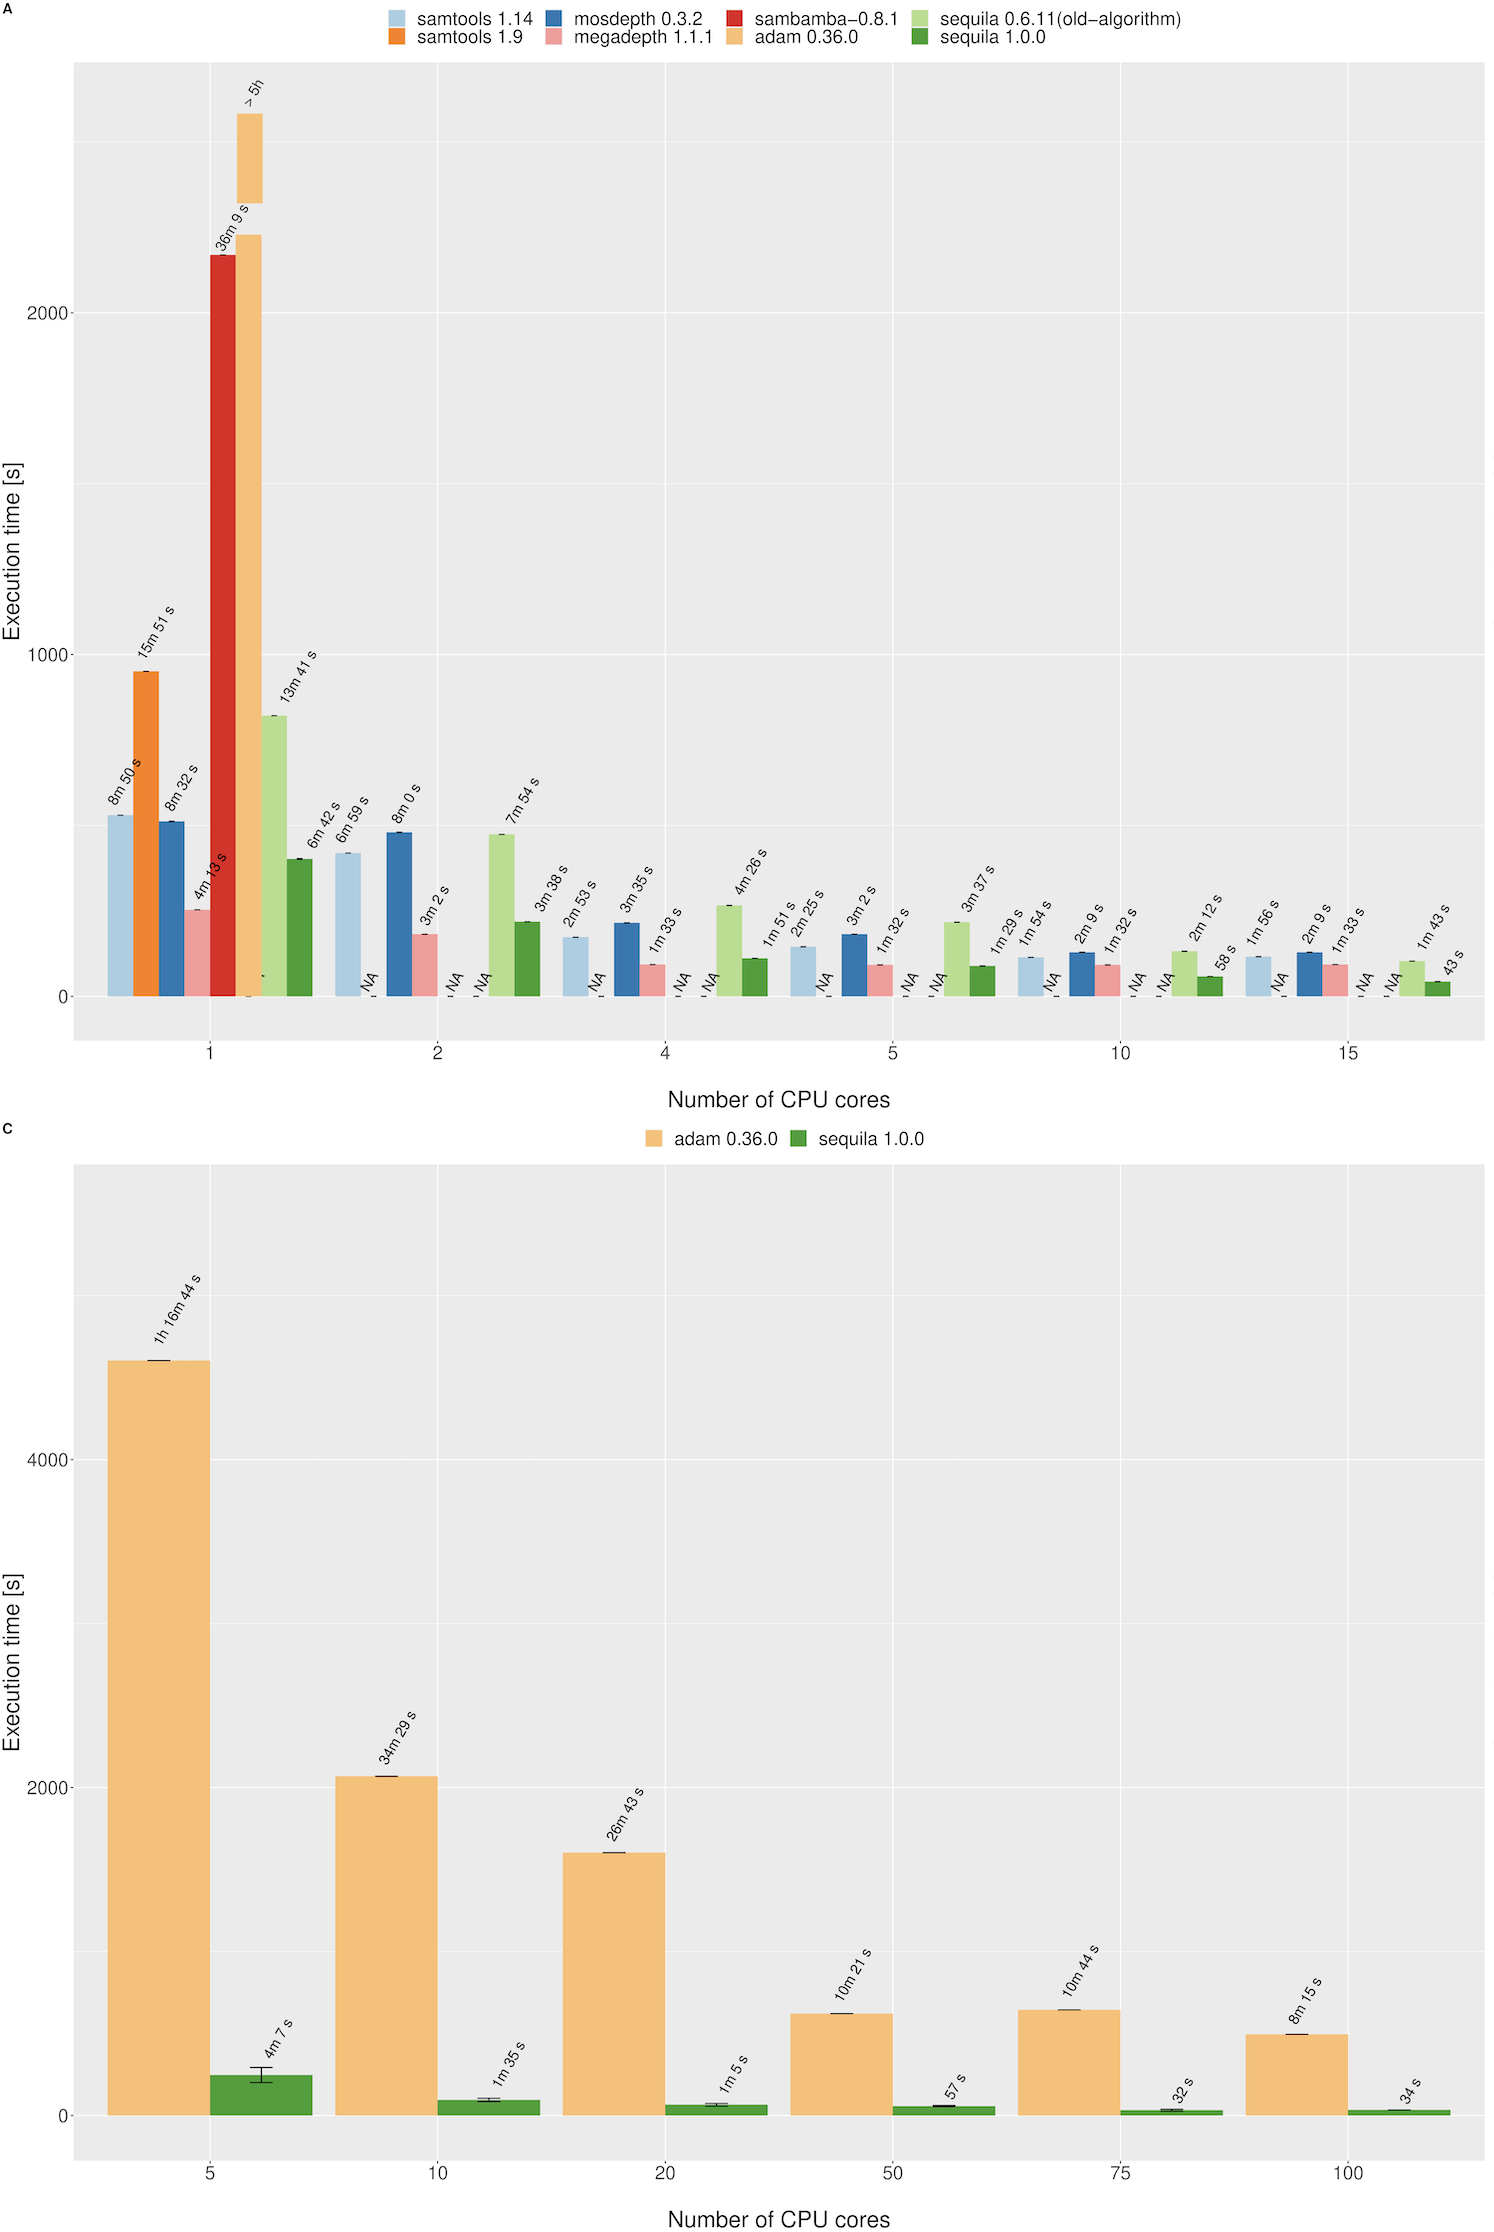 A
samtools 1.14 mosdepth 0.3.2 sambamba−0.8.1 sequila 0.6.11(old−algorithm)
samtools 1.9 megadepth 1.1.1 adam 0.36.0 sequila 1.0.0
> 5h
36m 9 s
2000
15m 51 s
13m 41 s
1000
8m 50 s
8m 32 s
4m 13 s
6m 42 s
6m 59 s
NA
8m 0 s
3m 2 s
NA
NA
7m 54 s
3m 38 s
2m 53 s
NA
3m 35 s
1m 33 s
NA
NA
4m 26 s
1m 51 s
2m 25 s
NA
3m 2 s
1m 32 s
NA
NA
3m 37 s
1m 29 s
1m 54 s
NA
2m 9 s
1m 32 s
NA
NA
2m 12 s
58 s
1m 56 s
NA
2m 9 s
1m 33 s
NA
NA
1m 43 s
43 s
0
Execution time [s]
1 2 4 5 10 15
Number of CPU cores
C
adam 0.36.0 sequila 1.0.0
1h 16m 44 s
4000
34m 29 s
2000
26m 43 s
10m 21 s
10m 44 s
8m 15 s
4m 7 s
1m 35 s
1m 5 s
57 s
32 s
34 s
0
Execution time [s]
5 10 20 50 75 100
Number of CPU cores